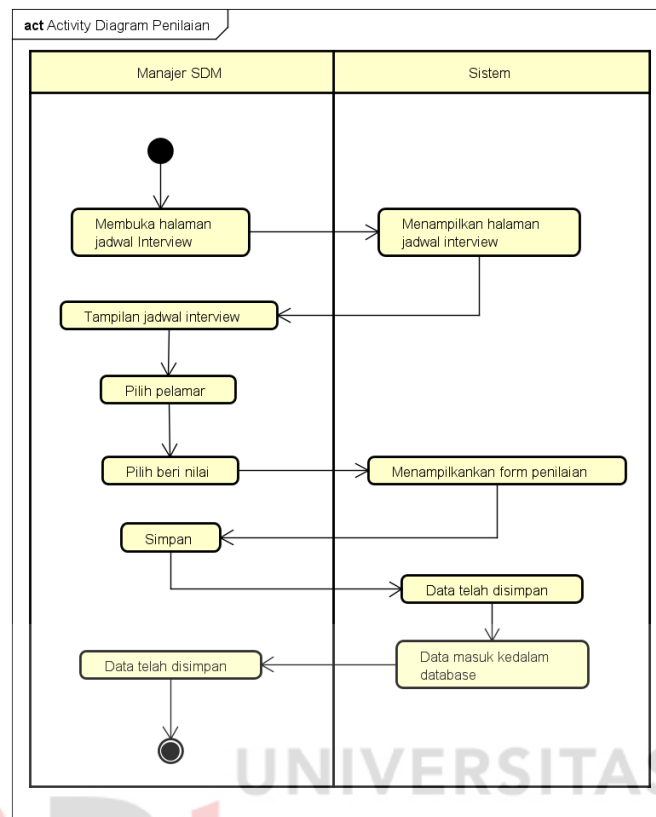 act Activity Diagram Penilaian
Manajer SDM
Sistem
Membuka halaman
jadwal Interview
Menampilkan halaman
jadwal interview
Tampilan jadwal interview
Pilih pelamar
Pilih beri nilai
Menampilkankan form penilaian
Simpan
Data telah disimpan
Data masuk kedalam
database
Data telah disimpan
UNIVERSITAS